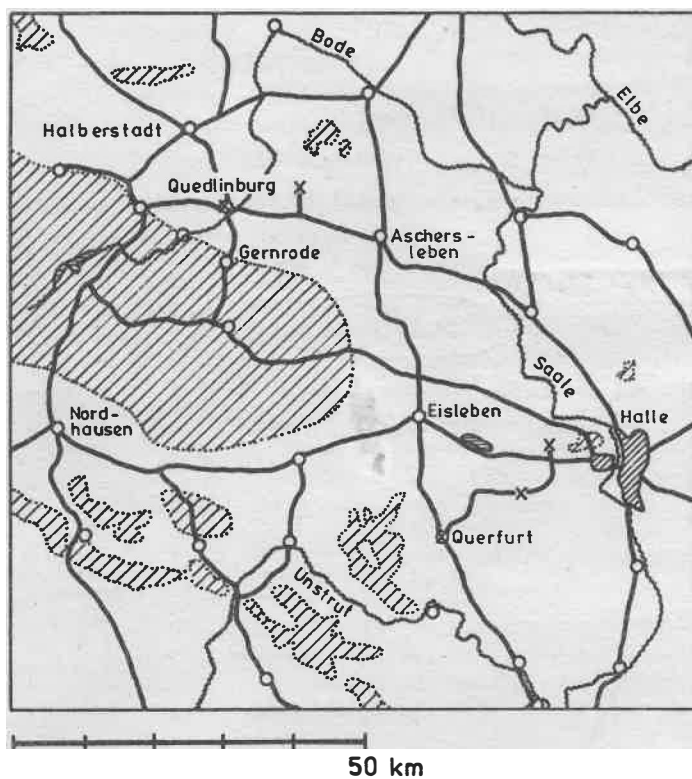 Bode
Elbe
Halberstadt
Quedlinburg
Gernrode
Aschers-
leben
Saale
Nord-
hausen
Eisleben
Halle
Querfurt
Unstrut
50 km